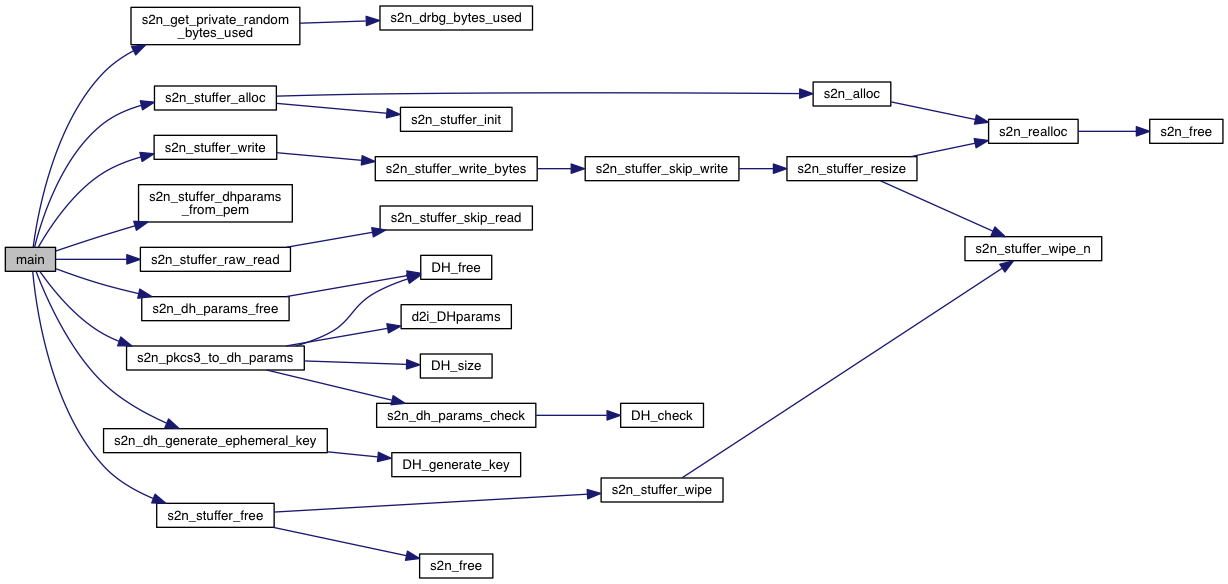 s2n_get_private_random
_bytes_used
s2n_drbg_bytes_used
s2n_stuffer_alloc
s2n_alloc
s2n_stuffer_init
s2n_realloc
s2n_free
s2n_stuffer_write
s2n_stuffer_write_bytes
s2n_stuffer_skip_write
s2n_stuffer_resize
s2n_stuffer_dhparams
_from_pem
s2n_stuffer_skip_read
s2n_stuffer_wipe_n
main
s2n_stuffer_raw_read
DH_free
s2n_dh_params_free
d2i_DHparams
s2n_pkcs3_to_dh_params
DH_size
s2n_dh_params_check
DH_check
s2n_dh_generate_ephemeral_key
DH_generate_key
s2n_stuffer_wipe
s2n_stuffer_free
s2n_free